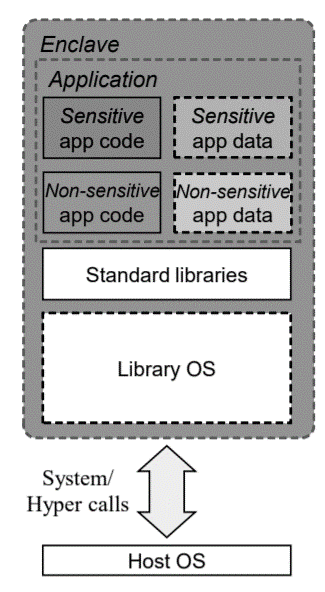 Enclave
Application
Sensitive
app code
Sensitive
app data
Non-sensitive
app code
Non-sensitive
app data
Standard libraries
Library OS
System/
Hyper calls
Host OS